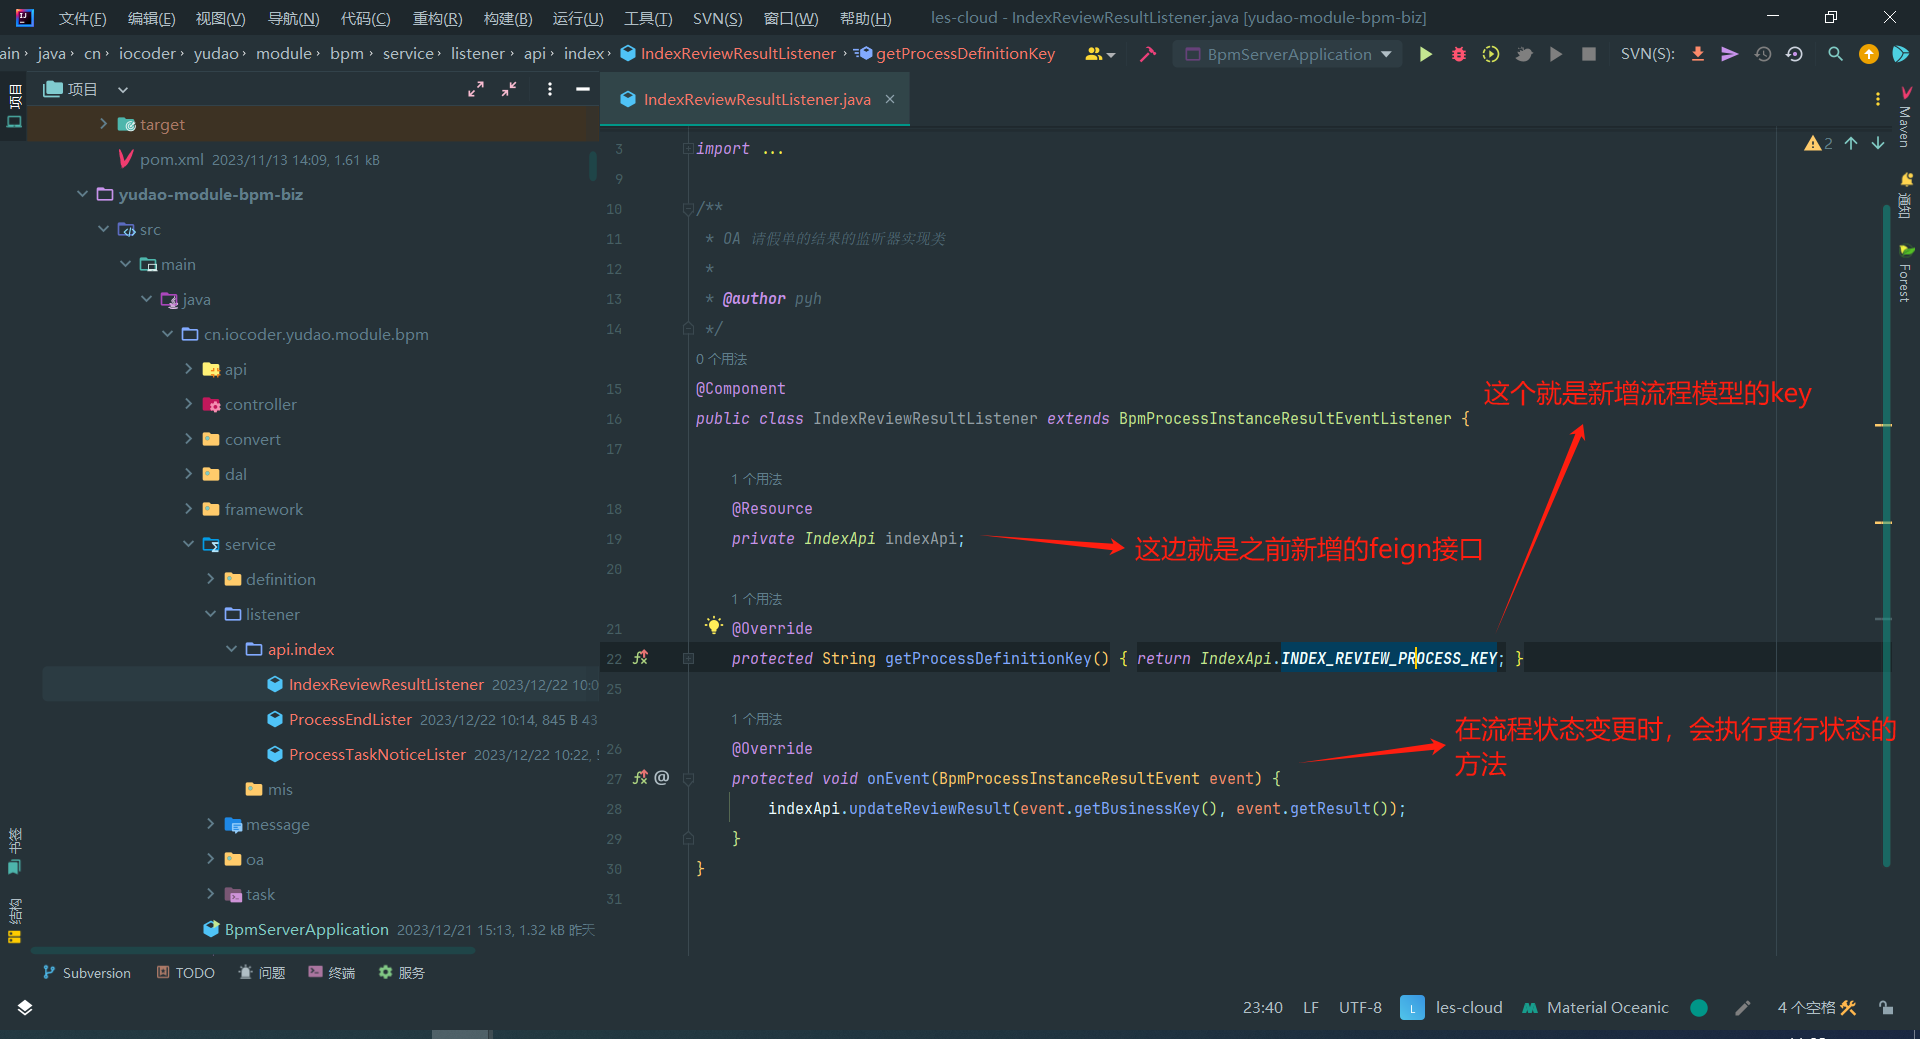 文件(F) 编辑(E) 视图(V) 导航(N) 代码(C) 重构(R) 构建(B) 运行(U) 工具(T) SVN(S) 窗口(W) 帮助(H) les-cloud - IndexReviewResultListener.java [yudao-module-bpm-biz]
ain › java › cn › iocoder › yudao › module › bpm › service › listener › api › index › IndexReviewResultListener › getProcessDefinitionKey BpmServerApplication SVN(S):
项目
项目
IndexReviewResultListener.java
target
pom.xml 2023/11/13 14:09, 1.61 kB
yudao-module-bpm-biz
src
main
java
cn.iocoder.yudao.module.bpm
api
controller
convert
dal
framework
service
definition
listener
api.index
IndexReviewResultListener 2023/12/22 10:0
ProcessEndLister 2023/12/22 10:14, 845 B 43
ProcessTaskNoticeLister 2023/12/22 10:22,
mis
message
oa
task
BpmServerApplication 2023/12/21 15:13, 1.32 kB 昨天
书签
结构
2
3 import ...
9
10 /**
11 * OA 请假单的结果的监听器实现类
12 *
13 * @author pyh
14 */
0 个用法
15 @Component
16 public class IndexReviewResultListener extends BpmProcessInstanceResultEventListener {
17
1 个用法
18 @Resource
19 private IndexApi indexApi;
20
1 个用法
21 @Override
22 protected String getProcessDefinitionKey() { return IndexApi.INDEX_REVIEW_PROCESS_KEY; }
25
1 个用法
26 @Override
27 @ protected void onEvent(BpmProcessInstanceResultEvent event) {
28 indexApi.updateReviewResult(event.getBusinessKey(), event.getResult());
29 }
30 }
31
这个就是新增流程模型的key
这边就是之前新增的feign接口
在流程状态变更时，会执行更行状态的
方法
Maven
通知
Forest
Subversion TODO 问题 终端 服务
23:40 LF UTF-8 L les-cloud Material Oceanic 4 个空格